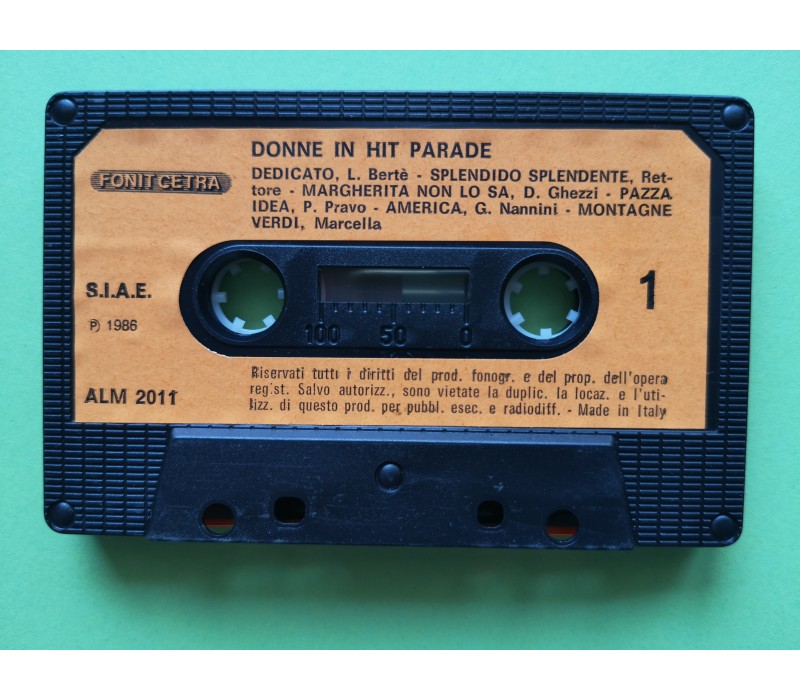 DONNE IN HIT PARADE
FONIT CETRA
DEDICATO, L. Bertè - SPLENDIDO SPLENDENTE, Ret-
tore - MARGHERITA NON LO SA, D. Ghezzi - PAZZA
IDEA, P. Pravo - AMERICA, G. Nannini - MONTAGNE
VERDI, Marcella
S.I.A.E.
1
℗ 1986
100 50 0
ALM 2011
Riservati tutti i diritti del prod. fonogr. e del prop. dell'opera
regist. Salvo autorizz., sono vietate la duplic. la locaz. e l'uti-
lizz. di questo prod. per pubbl. esec. e radiodiff. - Made in Italy